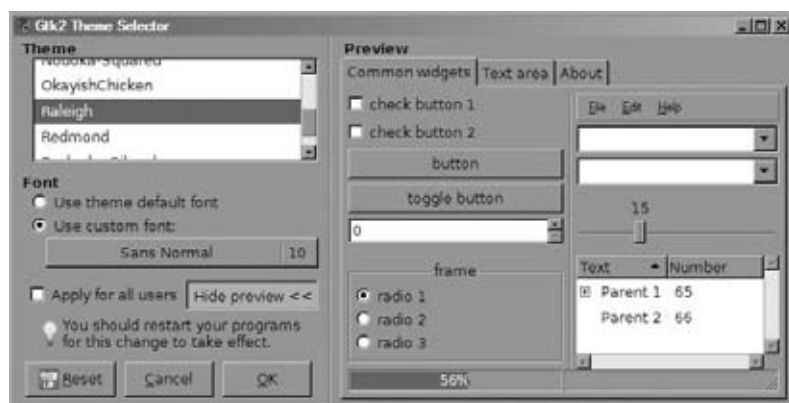 Gtk2 Theme Selector
Theme
Nodoka-Squared
OkayishChicken
Raleigh
Redmond
Font
Use theme default font
Use custom font:
Sans Normal 10
Apply for all users Hide preview <<
You should restart your programs
for this change to take effect.
Reset Cancel OK
Preview
Common widgets Text area About
check button 1
check button 2
button
toggle button
0
frame
radio 1
radio 2
radio 3
File Edit Help
15
Text Number
Parent 1 65
Parent 2 66
56%